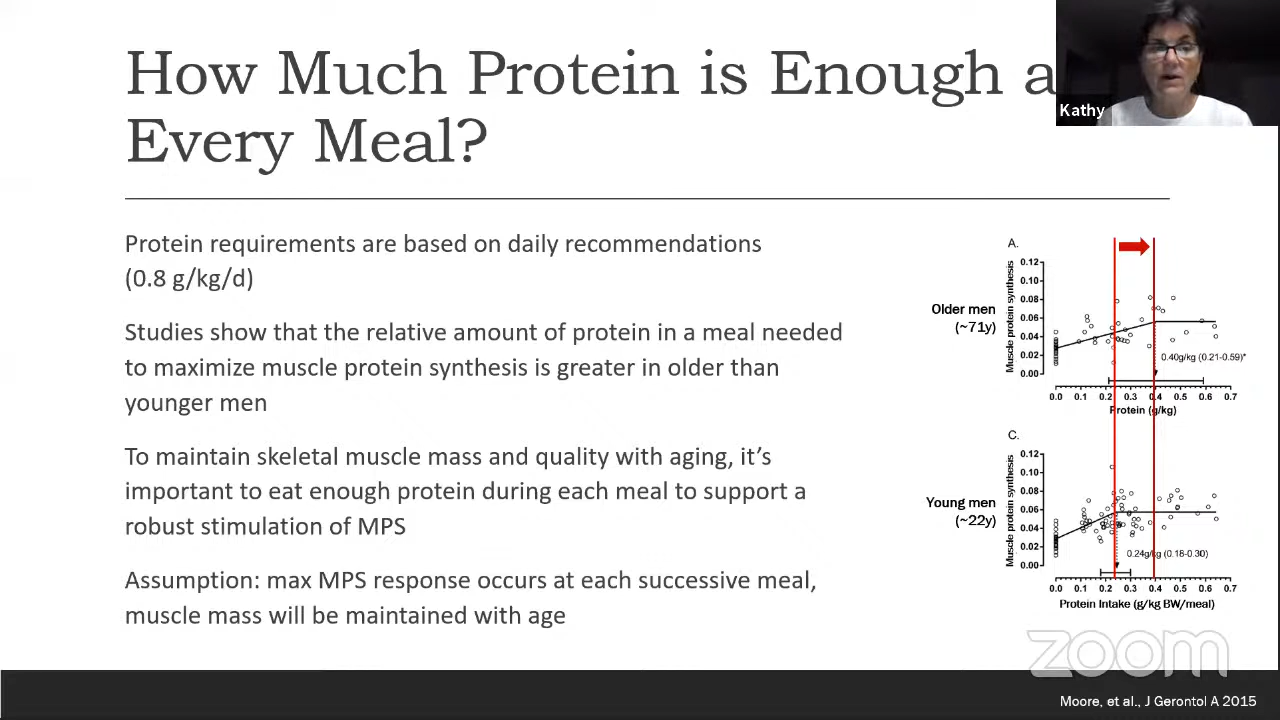 How Much Protein is Enough a
Every Meal?
Kathy
Protein requirements are based on daily recommendations
(0.8 g/kg/d)
Studies show that the relative amount of protein in a meal needed
to maximize muscle protein synthesis is greater in older than
younger men
To maintain skeletal muscle mass and quality with aging, it's
important to eat enough protein during each meal to support a
robust stimulation of MPS
Assumption: max MPS response occurs at each successive meal,
muscle mass will be maintained with age
A.
Older men
(~71y)
Muscle protein synthesis
0.12
0.10
0.08
0.06
0.04
0.02
0.00
0.40g/kg (0.21-0.59)*
0.0 0.1 0.2 0.3 0.4 0.5 0.6 0.7
Protein (g/kg)
C.
Young men
(~22y)
Muscle protein synthesis
0.12
0.10
0.08
0.06
0.04
0.02
0.00
0.24g/kg (0.18-0.30)
0.0 0.1 0.2 0.3 0.4 0.5 0.6 0.7
Protein Intake (g/kg BW/meal)
zoom
Moore, et al., J Gerontol A 2015